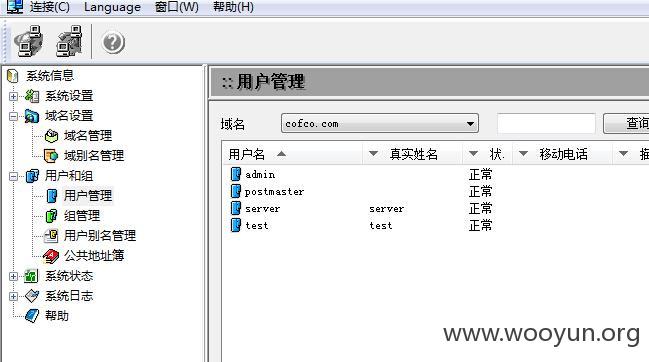 连接(C) Language 窗口(W) 帮助(H)
系统信息
系统设置
域名设置
域名管理
域别名管理
用户和组
用户管理
组管理
用户别名管理
公共地址簿
系统状态
系统日志
帮助
:: 用户管理
域名 cofco.com 查询
用户名 真实姓名 状. 移动电话
admin 正常
postmaster 正常
server server 正常
test test 正常
www.wooyun.org